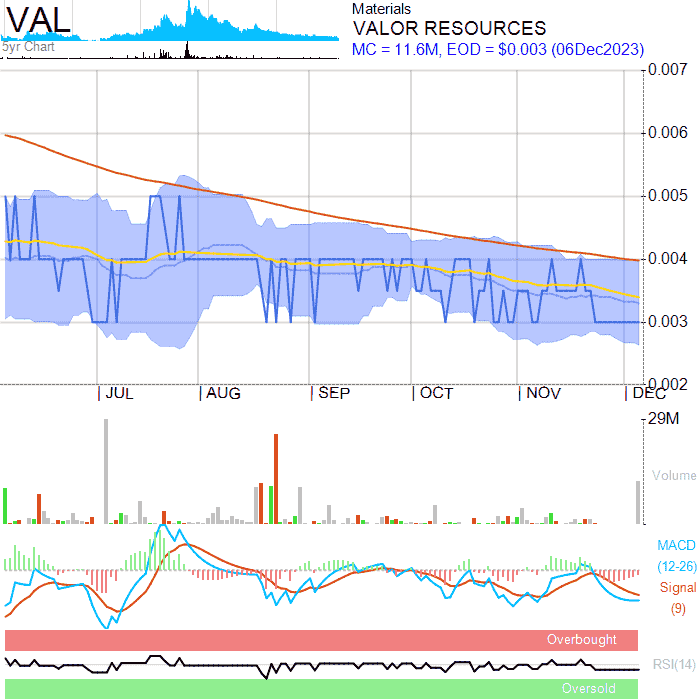 VAL
5yr Chart
Materials
VALOR RESOURCES
MC = 11.6M, EOD = $0.003 (06Dec2023)
0.007
0.006
0.005
0.004
0.003
0.002
JUL AUG SEP OCT NOV DEC
29M
Volume
MACD
(12-26)
Signal
(9)
Overbought
RSI(14)
Oversold